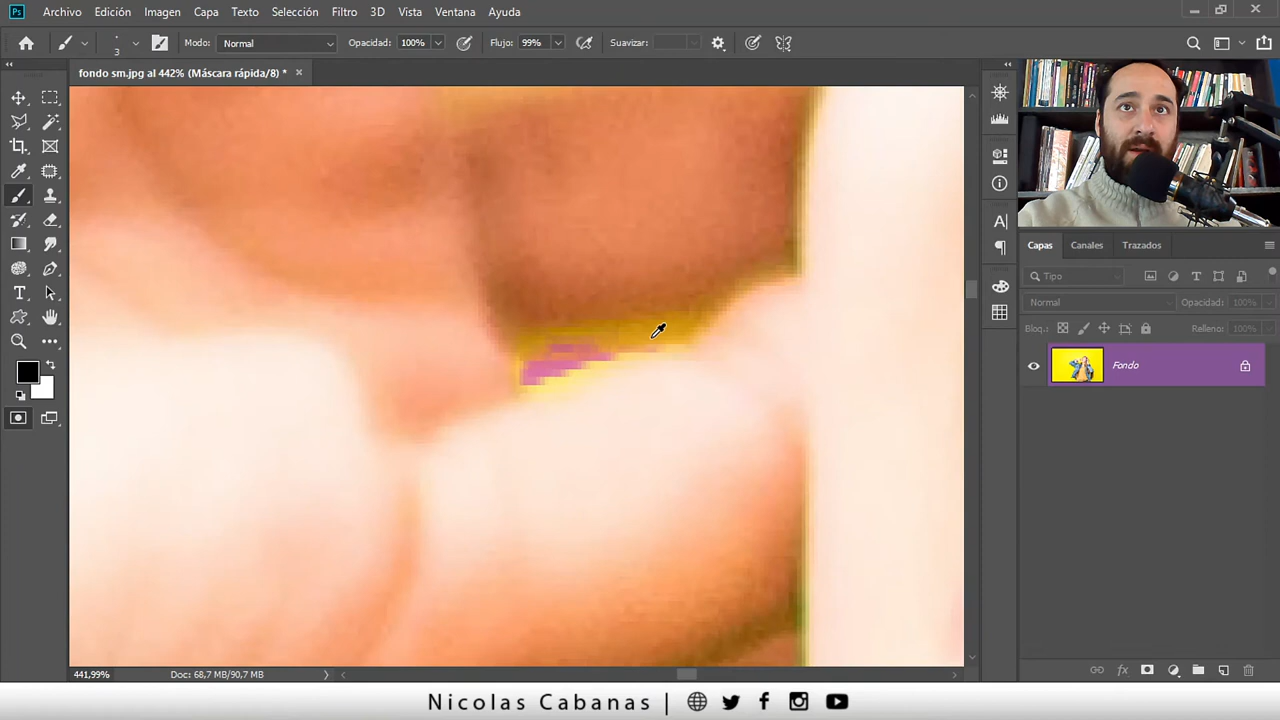 Ps Archivo Edición Imagen Capa Texto Selección Filtro 3D Vista Ventana Ayuda
3 Modo: Normal Opacidad: 100% Flujo: 99% Suavizar:
fondo sm.jpg al 442% (Máscara rápida/8) * ×
Capas Canales Trazados
Tipo
Normal Opacidad: 100%
Bloq.: Relleno: 100%
Fondo
441,99% Doc: 68,7 MB/90,7 MB
Nicolas Cabanas |